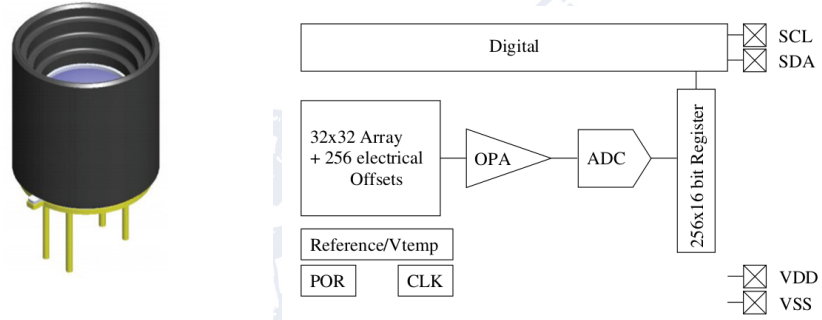 Digital
SCL
SDA
32x32 Array
+ 256 electrical
Offsets
OPA
ADC
256x16 bit Register
Reference/Vtemp
POR
CLK
VDD
VSS